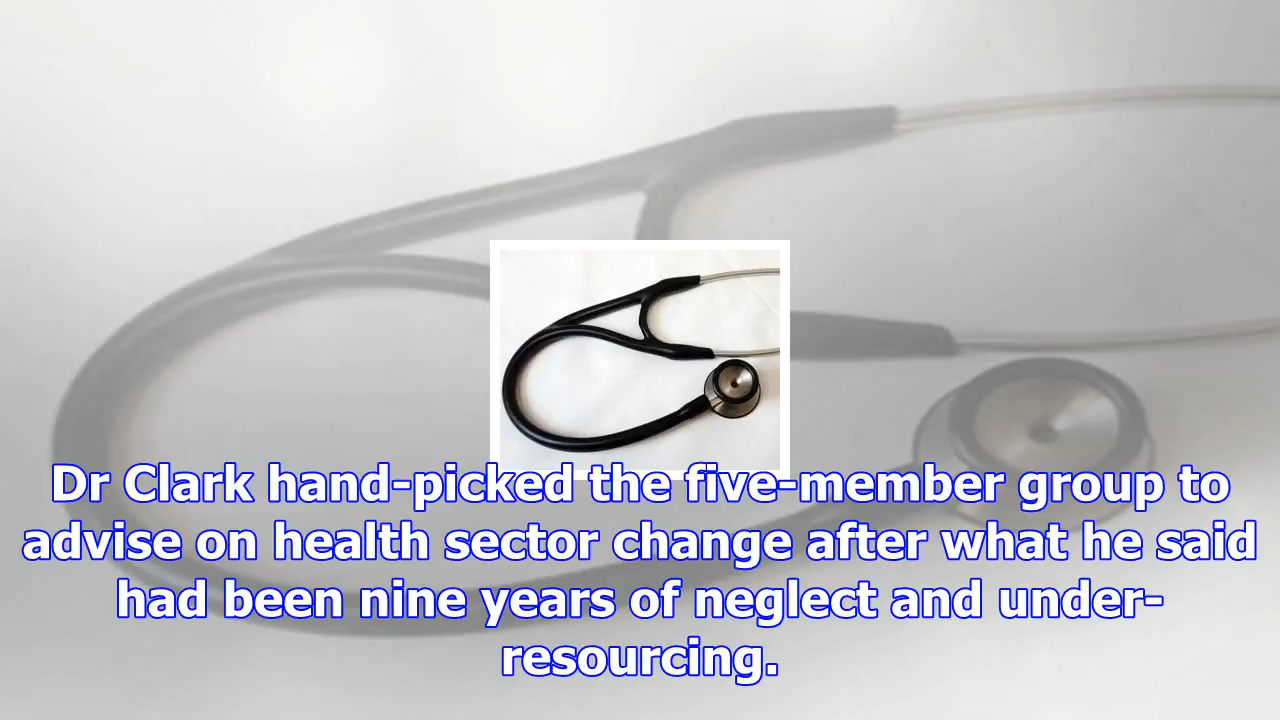 Dr Clark hand-picked the five-member group to
advise on health sector change after what he said
had been nine years of neglect and under-
resourcing.